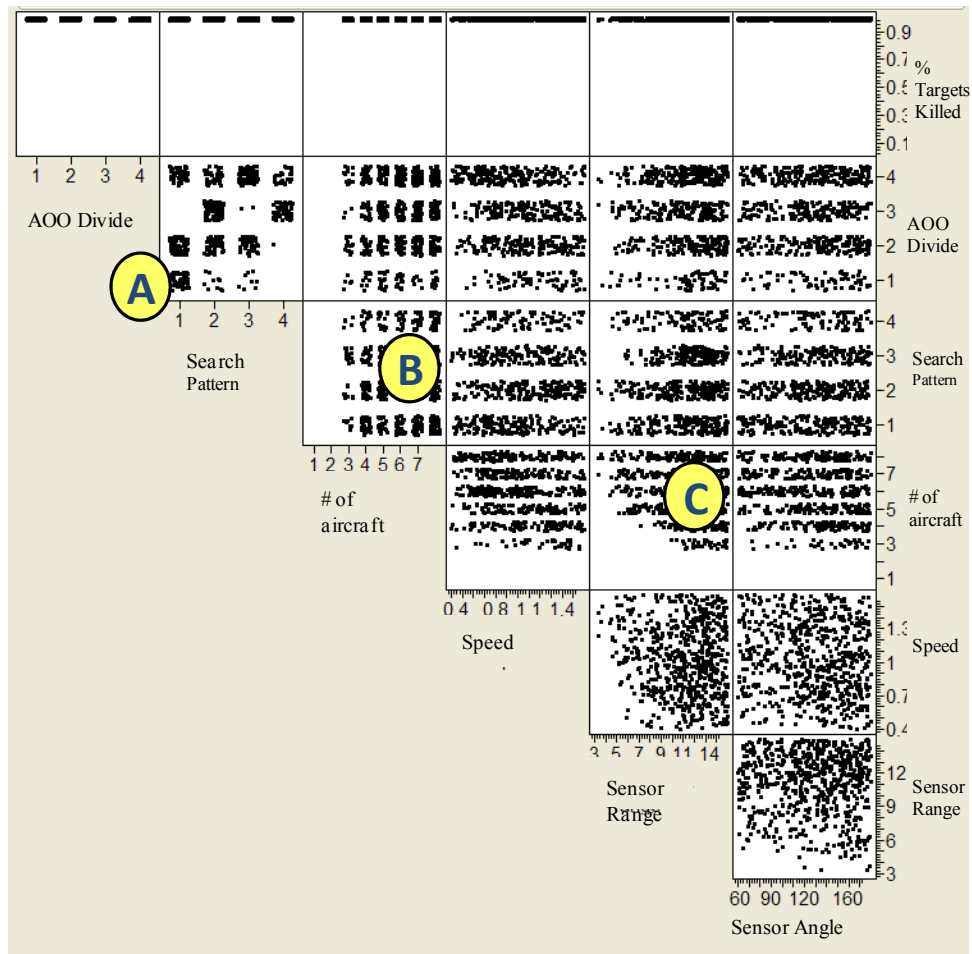 0.9
0.7
0.5
0.3
0.1
%
Targets
Killed
1 2 3 4
AOO Divide
4
3
2
1
AOO
Divide
A
1 2 3 4
Search
Pattern
B
4
3
2
1
Search
Pattern
1 2 3 4 5 6 7
# of
aircraft
C
7
5
3
1
# of
aircraft
0.4 0.8 1.1 1.4
Speed
1.3
1
0.7
0.4
Speed
3 5 7 9 11 14
Sensor
Range
12
9
6
3
Sensor
Range
60 90 120 160
Sensor Angle